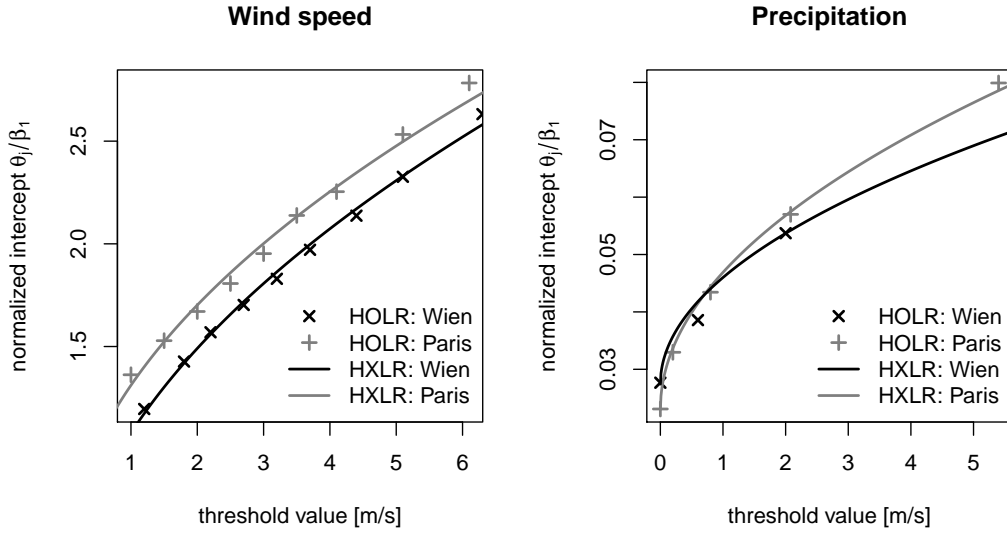 Wind speed
normalized intercept θj/β1
1.5 2.0 2.5
HOLR: Wien
HOLR: Paris
HXLR: Wien
HXLR: Paris
1 2 3 4 5 6
threshold value [m/s]
Precipitation
normalized intercept θj/β1
0.03 0.05 0.07
HOLR: Wien
HOLR: Paris
HXLR: Wien
HXLR: Paris
0 1 2 3 4 5
threshold value [m/s]